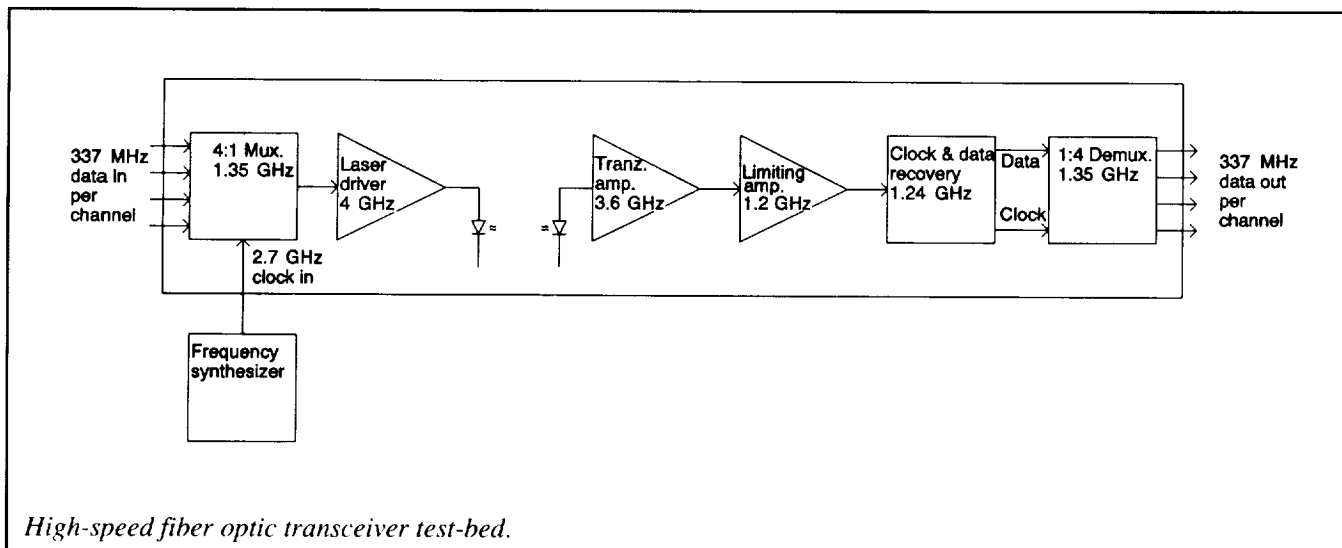 337 MHz
data in
per
channel
4:1 Mux.
1.35 GHz
2.7 GHz
clock in
Frequency
synthesizer
Laser
driver
4 GHz
Tranz.
amp.
3.6 GHz
Limiting
amp.
1.2 GHz
Clock & data
recovery
1.24 GHz
Data
Clock
1:4 Demux.
1.35 GHz
337 MHz
data out
per
channel
High-speed fiber optic transceiver test-bed.